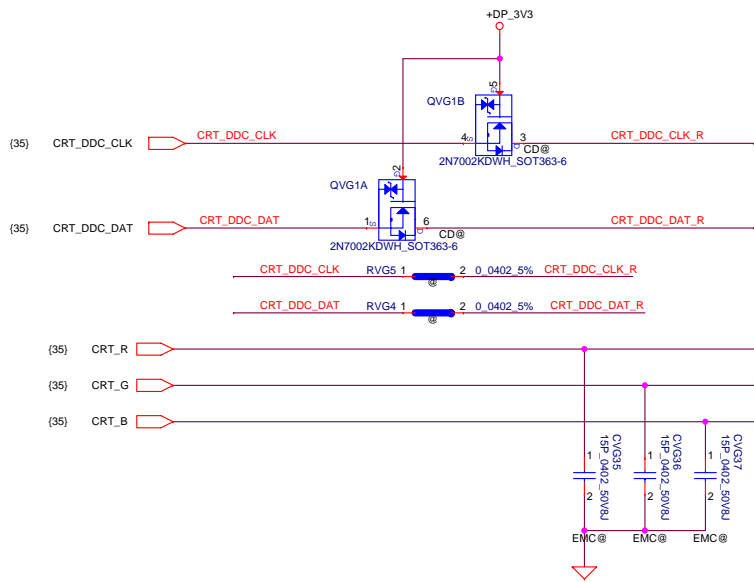 +DP_3V3
5
G
QVG1B
{35} CRT_DDC_CLK CRT_DDC_CLK 4 S D 3 CRT_DDC_CLK_R
CD@
2N7002KDWH_SOT363-6
2
G
QVG1A
{35} CRT_DDC_DAT CRT_DDC_DAT 1 S D 6 CRT_DDC_DAT_R
CD@
2N7002KDWH_SOT363-6
CRT_DDC_CLK RVG5 1 2 0_0402_5% CRT_DDC_CLK_R
@
CRT_DDC_DAT RVG4 1 2 0_0402_5% CRT_DDC_DAT_R
@
{35} CRT_R
{35} CRT_G
{35} CRT_B
1 2 CVG35
15P_0402_50V8J
1 2 CVG36
15P_0402_50V8J
1 2 CVG37
15P_0402_50V8J
EMC@ EMC@ EMC@